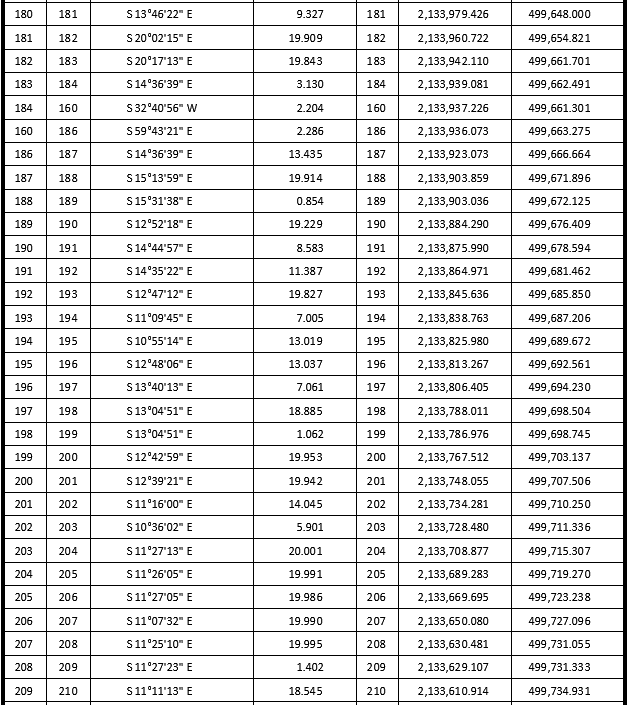 180 181 S 13°46'22" E 9.327 181 2,133,979.426 499,648.000
181 182 S 20°02'15" E 19.909 182 2,133,960.722 499,654.821
182 183 S 20°17'13" E 19.843 183 2,133,942.110 499,661.701
183 184 S 14°36'39" E 3.130 184 2,133,939.081 499,662.491
184 160 S 32°40'56" W 2.204 160 2,133,937.226 499,661.301
160 186 S 59°43'21" E 2.286 186 2,133,936.073 499,663.275
186 187 S 14°36'39" E 13.435 187 2,133,923.073 499,666.664
187 188 S 15°13'59" E 19.914 188 2,133,903.859 499,671.896
188 189 S 15°31'38" E 0.854 189 2,133,903.036 499,672.125
189 190 S 12°52'18" E 19.229 190 2,133,884.290 499,676.409
190 191 S 14°44'57" E 8.583 191 2,133,875.990 499,678.594
191 192 S 14°35'22" E 11.387 192 2,133,864.971 499,681.462
192 193 S 12°47'12" E 19.827 193 2,133,845.636 499,685.850
193 194 S 11°09'45" E 7.005 194 2,133,838.763 499,687.206
194 195 S 10°55'14" E 13.019 195 2,133,825.980 499,689.672
195 196 S 12°48'06" E 13.037 196 2,133,813.267 499,692.561
196 197 S 13°40'13" E 7.061 197 2,133,806.405 499,694.230
197 198 S 13°04'51" E 18.885 198 2,133,788.011 499,698.504
198 199 S 13°04'51" E 1.062 199 2,133,786.976 499,698.745
199 200 S 12°42'59" E 19.953 200 2,133,767.512 499,703.137
200 201 S 12°39'21" E 19.942 201 2,133,748.055 499,707.506
201 202 S 11°16'00" E 14.045 202 2,133,734.281 499,710.250
202 203 S 10°36'02" E 5.901 203 2,133,728.480 499,711.336
203 204 S 11°27'13" E 20.001 204 2,133,708.877 499,715.307
204 205 S 11°26'05" E 19.991 205 2,133,689.283 499,719.270
205 206 S 11°27'05" E 19.986 206 2,133,669.695 499,723.238
206 207 S 11°07'32" E 19.990 207 2,133,650.080 499,727.096
207 208 S 11°25'10" E 19.995 208 2,133,630.481 499,731.055
208 209 S 11°27'23" E 1.402 209 2,133,629.107 499,731.333
209 210 S 11°11'13" E 18.545 210 2,133,610.914 499,734.931